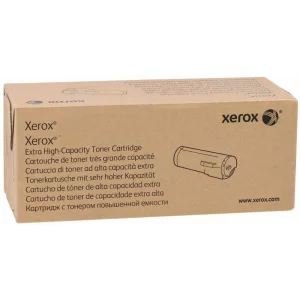 Xerox®
Xerox®
Extra High-Capacity Toner Cartridge
Cartouche de toner très grande capacité
Cartuccia di toner ad alta capacità extra
Tonerkartusche mit sehr hoher Kapazität
Cartucho de tóner de capacidad extra alta
Cartucho de toner de capacidade extra elevada
Картридж с тонером повышенной емкости
xerox
www.xerox.com